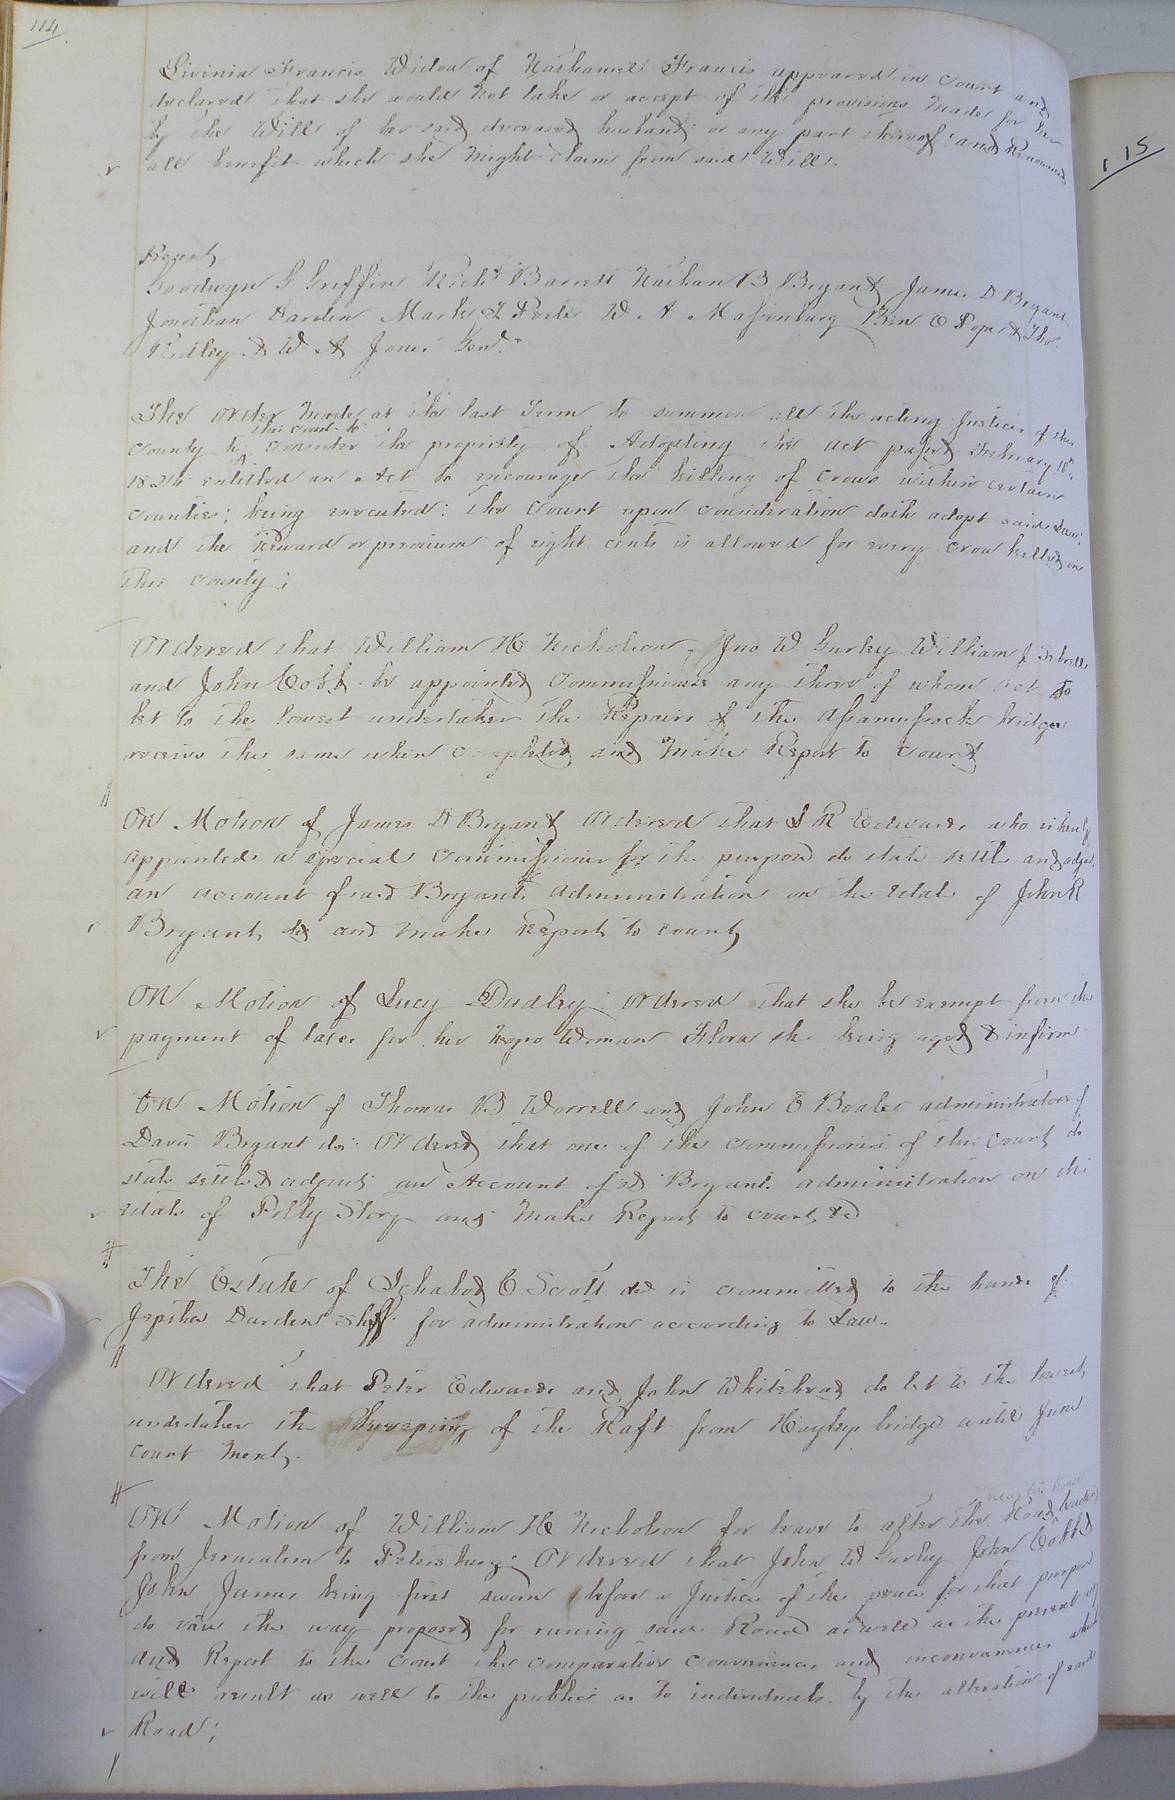 114
Livinia Francis Widow of Nathaniel Francis appeared in Court and
declared that she would not take or accept of the provisions made for her
by the Will of her said deceased husband or any part thereof: and Renounced
all benefit which she might claim from said Will.
115
Present
Goodwyn G Griffin Rich.d Barrett Nathan B Bryant James D Bryant
Jonathan Darden Mark W A Massenburg Ben C Pope & Tho.
Ridley & W A Jones Gent.
The order made at the last Term to summon all the acting Justices of this
this court to
County to consider the propriety of Adopting the act passed February 18th
1826 entitled an Act to encourage the killing of crows within certain
counties; being executed: the Court upon consideration doth adopt said Law,
and the Reward or premium of eight cents is allowed for every crow killed in
this county;
Ordered that William H Nicholson, Jno W Gurley William J
and John Cobb be appointed Commissioners any three of whom act to
let to the lowest undertaker the Repairs of the Assamussock bridge
receive the same when completed and make Report to Court
On Motion of James D Bryant Ordered that S R Edwards who is hereby
appointed a special commissioner for the purpose do state settle and adjust
an account of said Bryants administration on the estate of John R
Bryant dec and make Report to court
On Motion of Lucy Dudley ordered that she be exempt from the
payment of taxes for her negro Woman Flora she being aged & infirm
On Motion of Thomas B Worrell and John E administrators of
Davis Bryant dec Ordered that one of the commissioners of this Court do
state settle & adjust an Account of sd Bryants administration on the
estate of Polly Story and make Report to court &c
The Estate of Ichabod C Scott dec is committed to the hands of
Jeptha Darden Shff for administration according to Law.
Ordered that Peter Edwards and John Whitehead do let to the lowest
undertaker the of the Raft from bridge until June
court next.
On Motion of William H Nicholson for leave to alter the Road leading
from Jerusalem to Petersburg: Ordered that John W Gurley John Cobb &
John James being first sworn before a Justice of the peace for that purpose
do view the way proposed for running said Road as well as the present way
and Report to the Court the comparative conveniences and inconveniences which
will result as well to the public as to individuals by the alteration of said
Road;